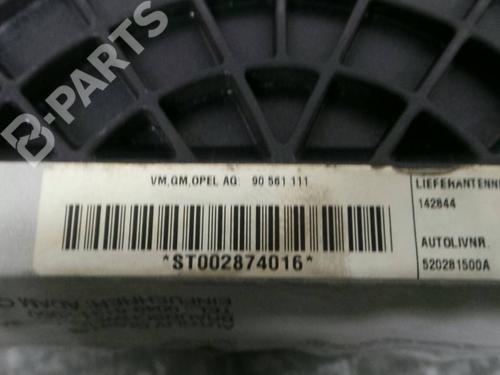 B-PARTS
VM,GM,OPEL AG: 90 561 111
*ST002874016*
LIEFERANTENN
142844
AUTOLIVNR.
520281500A